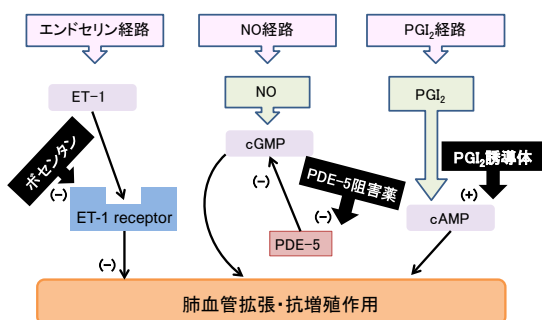 エンドセリン経路
NO経路
PGI₂経路
ET-1
NO
PGI₂
ボセンタン
(-)
cGMP
PGI₂誘導体
(-)
PDE-5阻害薬
(-)
(+)
ET-1 receptor
PDE-5
cAMP
(-)
肺血管拡張・抗増殖作用